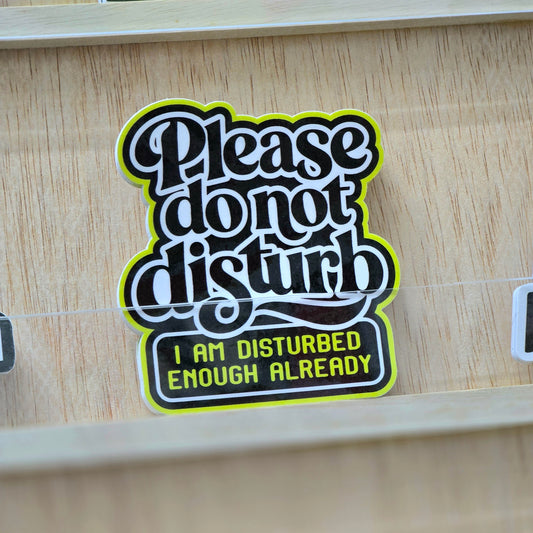 Please
do not
disturb
I AM DISTURBED
ENOUGH ALREADY